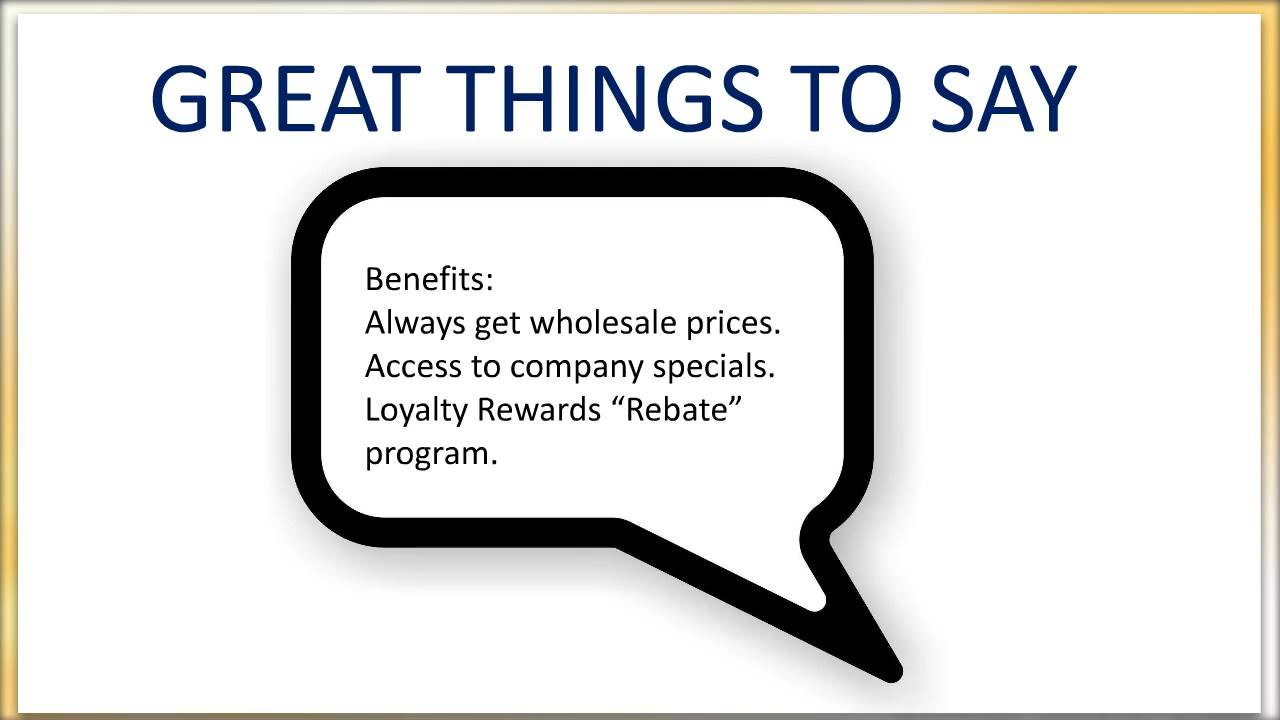 GREAT THINGS TO SAY
Benefits:
Always get wholesale prices.
Access to company specials.
Loyalty Rewards “Rebate”
program.